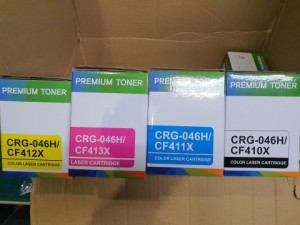 PREMIUM TONER
CRG-046H/
CF412X
COLOR LASER CARTRIDGE
PREMIUM TONER
CRG-046H/
CF413X
LASER CARTRIDGE
PREMIUM TONER
CRG-046H/
CF411X
COLOR LASER CARTRIDGE
PREMIUM TONER
CRG-046H/
CF410X
COLOR LASER CARTRIDGE